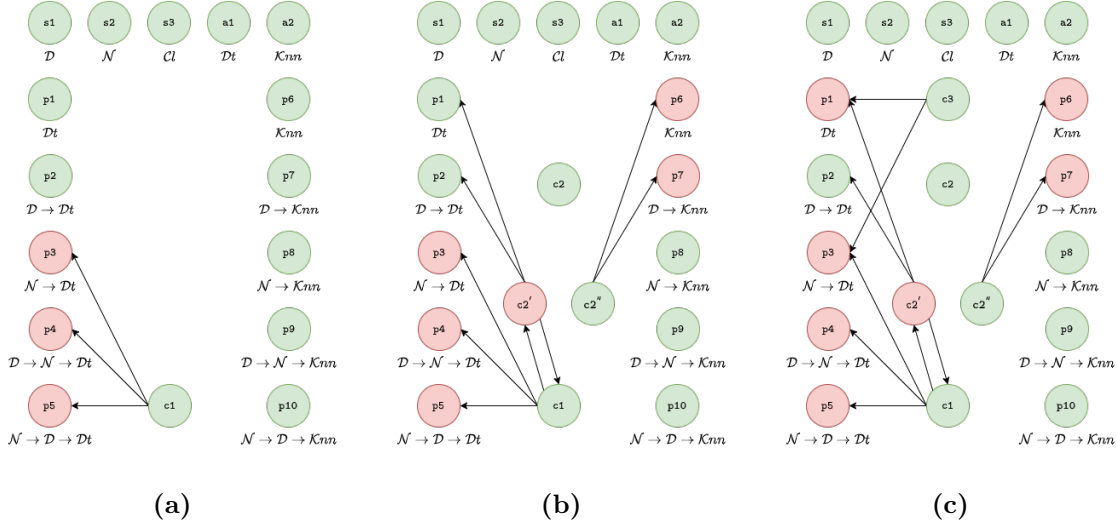 s1 s2 s3 a1 a2
𝒟 𝒩 𝒞l 𝒟t 𝒦nn
p1 p6
𝒟t 𝒦nn
p2 p7
𝒟 → 𝒟t 𝒟 → 𝒦nn
p3 p8
𝒩 → 𝒟t 𝒩 → 𝒦nn
p4 p9
𝒟 → 𝒩 → 𝒟t 𝒟 → 𝒩 → 𝒦nn
p5 c1 p10
𝒩 → 𝒟 → 𝒟t 𝒩 → 𝒟 → 𝒦nn
(a)
s1 s2 s3 a1 a2
𝒟 𝒩 𝒞l 𝒟t 𝒦nn
p1 p6
𝒟t 𝒦nn
p2 c2 p7
𝒟 → 𝒟t 𝒟 → 𝒦nn
p3 p8
𝒩 → 𝒟t 𝒩 → 𝒦nn
c2′ c2″
p4 p9
𝒟 → 𝒩 → 𝒟t 𝒟 → 𝒩 → 𝒦nn
p5 c1 p10
𝒩 → 𝒟 → 𝒟t 𝒩 → 𝒟 → 𝒦nn
(b)
s1 s2 s3 a1 a2
𝒟 𝒩 𝒞l 𝒟t 𝒦nn
p1 c3 p6
𝒟t 𝒦nn
p2 c2 p7
𝒟 → 𝒟t 𝒟 → 𝒦nn
p3 p8
𝒩 → 𝒟t 𝒩 → 𝒦nn
c2′ c2″
p4 p9
𝒟 → 𝒩 → 𝒟t 𝒟 → 𝒩 → 𝒦nn
p5 c1 p10
𝒩 → 𝒟 → 𝒟t 𝒩 → 𝒟 → 𝒦nn
(c)